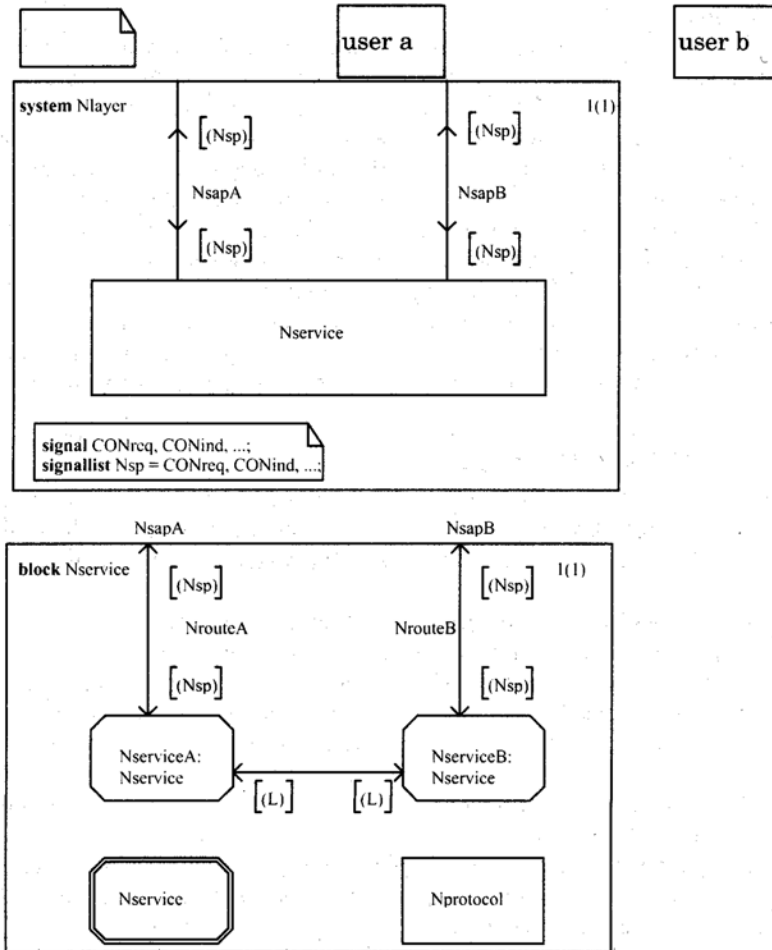 user a
user b
system Nlayer
1(1)
[(Nsp)]
[(Nsp)]
NsapA
NsapB
[(Nsp)]
[(Nsp)]
Nservice
signal CONreq, CONind, ...;
signallist Nsp = CONreq, CONind, ...;
NsapA
NsapB
block Nservice
1(1)
[(Nsp)]
[(Nsp)]
NrouteA
NrouteB
[(Nsp)]
[(Nsp)]
NserviceA:
Nservice
NserviceB:
Nservice
[(L)]
[(L)]
Nservice
Nprotocol